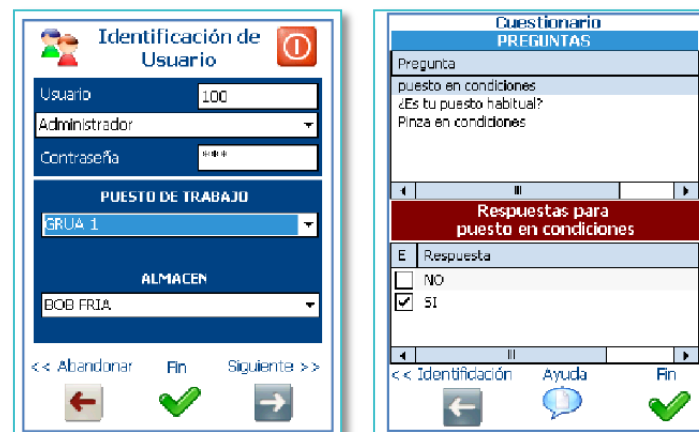 Identificación de
Usuario
Usuario
100
Administrador
Contraseña
***
PUESTO DE TRABAJO
GRUA 1
ALMACEN
BOB FRIA
<< Abandonar
Fin
Siguiente >>
Cuestionario
PREGUNTAS
Pregunta
puesto en condiciones
¿Es tu puesto habitual?
Pinza en condiciones
Respuestas para
puesto en condiciones
E
Respuesta
NO
SI
<< Identifidación
Ayuda
Fin